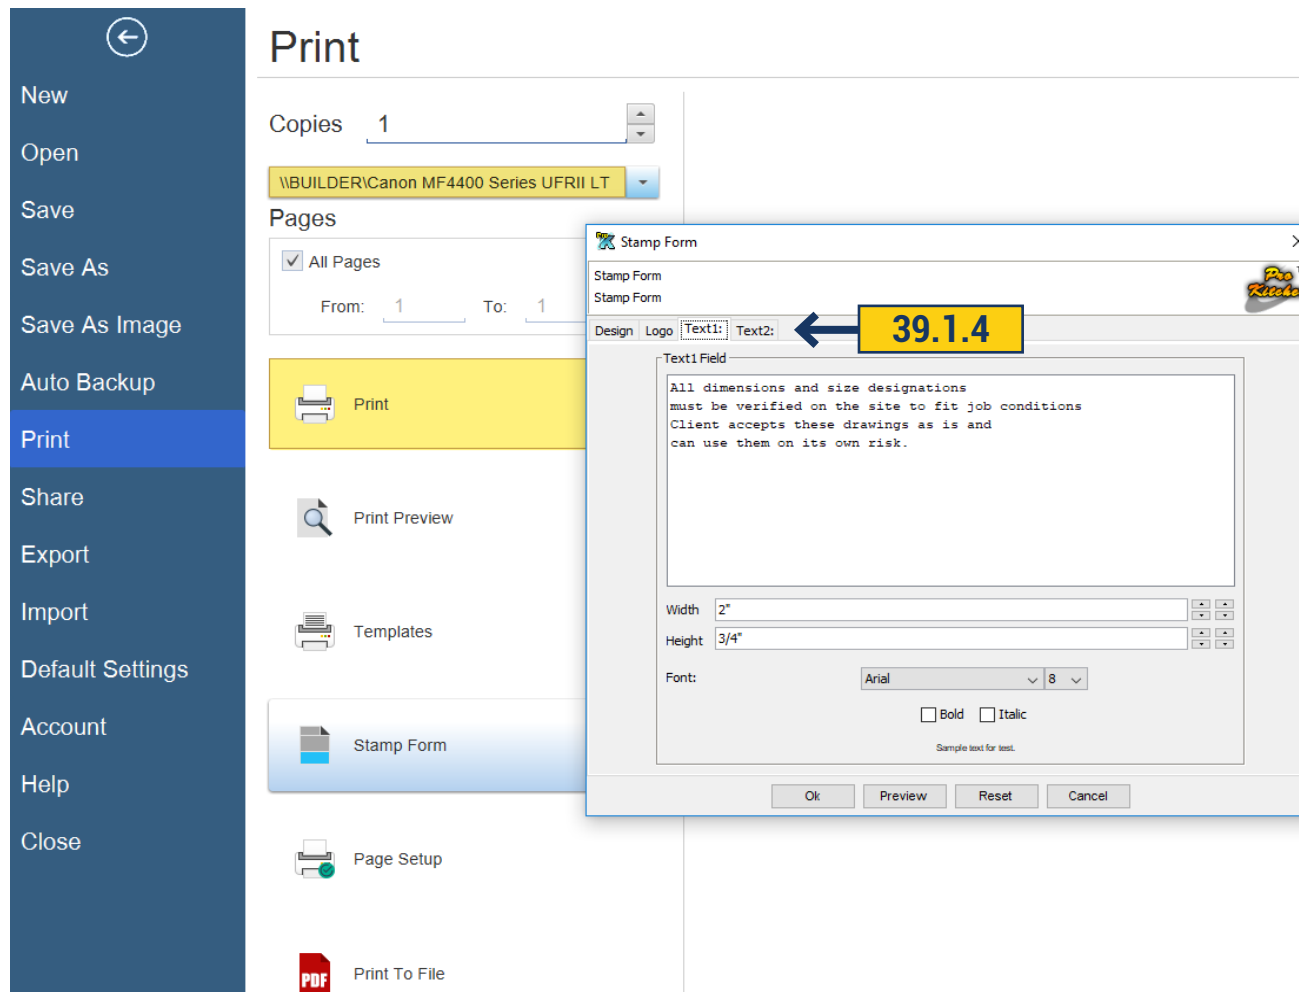 Print
New
Open
Save
Save As
Save As Image
Auto Backup
Print
Share
Export
Import
Default Settings
Account
Help
Close
Copies 1
\\BUILDER\Canon MF4400 Series UFRII LT
Pages
All Pages
From: 1 To: 1
Print
Print Preview
Templates
Stamp Form
Page Setup
PDF Print To File
Stamp Form
Stamp Form
Stamp Form
Pro
Design Logo Text1: Text2:
39.1.4
Text1 Field
All dimensions and size designations
must be verified on the site to fit job conditions
Client accepts these drawings as is and
can use them on its own risk.
Width 2"
Height 3/4"
Font: Arial 8
Bold Italic
Sample text for test.
Ok Preview Reset Cancel